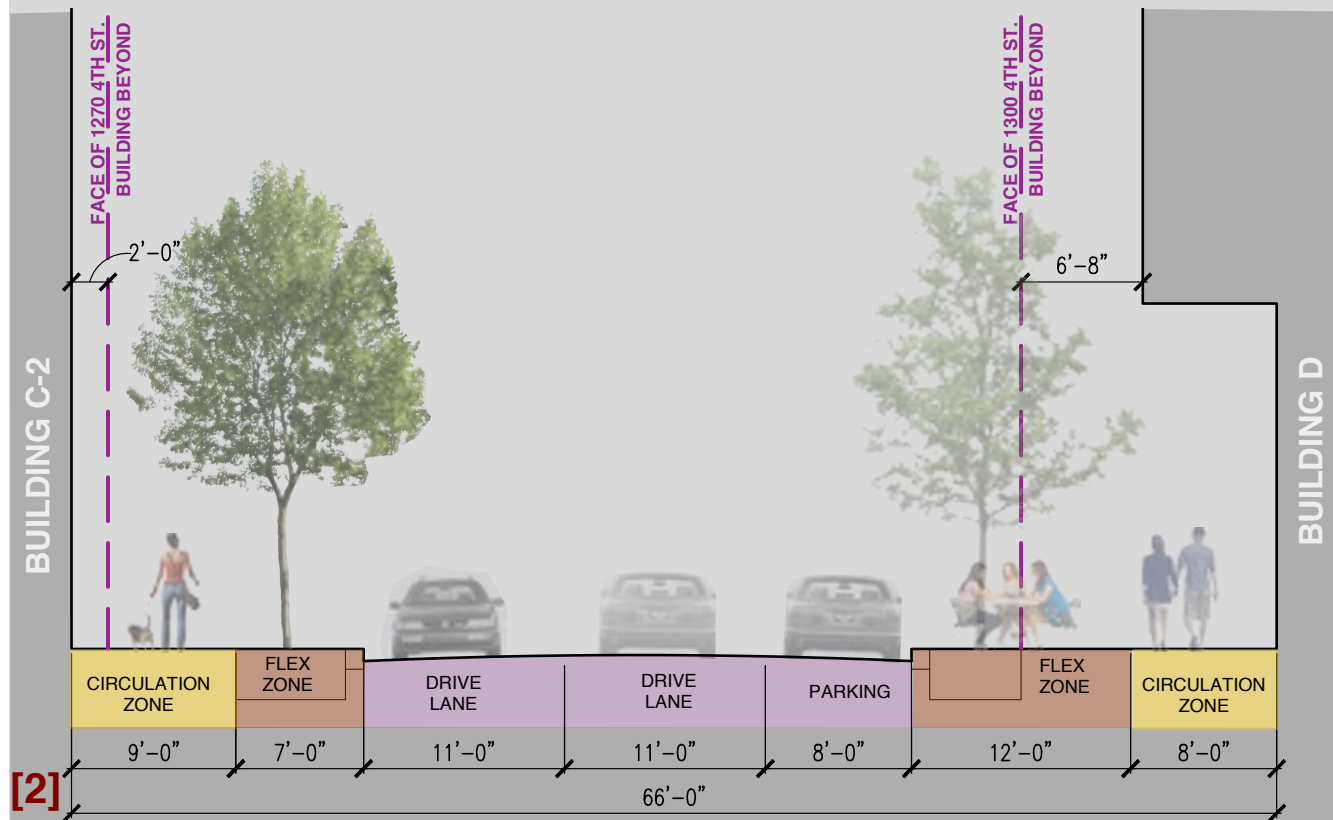 FACE OF 1270 4TH ST.
BUILDING BEYOND
FACE OF 1300 4TH ST.
BUILDING BEYOND
2'-0"
6'-8"
BUILDING C-2
BUILDING D
CIRCULATION
ZONE
FLEX
ZONE
DRIVE
LANE
DRIVE
LANE
PARKING
FLEX
ZONE
CIRCULATION
ZONE
9'-0"
7'-0"
11'-0"
11'-0"
8'-0"
12'-0"
8'-0"
[2]
66'-0"